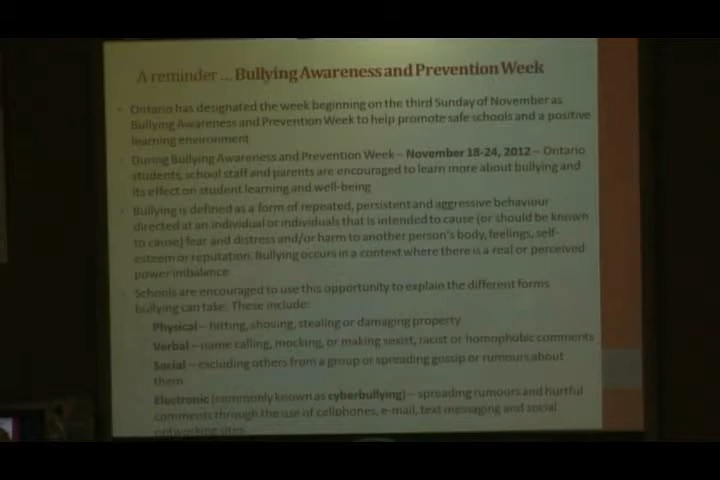 A reminder ... Bullying Awareness and Prevention Week
Ontario has designated the week beginning on the third Sunday of November as
Bullying Awareness and Prevention Week to help promote safe schools and a positive
learning environment
During Bullying Awareness and Prevention Week – November 18-24, 2012 – Ontario
students, school staff and parents are encouraged to learn more about bullying and
its effect on student learning and well-being
Bullying is defined as a form of repeated, persistent and aggressive behaviour
directed at an individual or individuals that is intended to cause (or should be known
to cause) fear and distress and/or harm to another person's body, feelings, self-
esteem or reputation. Bullying occurs in a context where there is a real or perceived
power imbalance
Schools are encouraged to use this opportunity to explain the different forms
bullying can take. These include:
Physical – hitting, shoving, stealing or damaging property
Verbal – name calling, mocking, or making sexist, racist or homophobic comments
Social – excluding others from a group or spreading gossip or rumours about
them
Electronic (commonly known as cyberbullying) – spreading rumours and hurtful
comments through the use of cellphones, e-mail, text messaging and social
networking sites